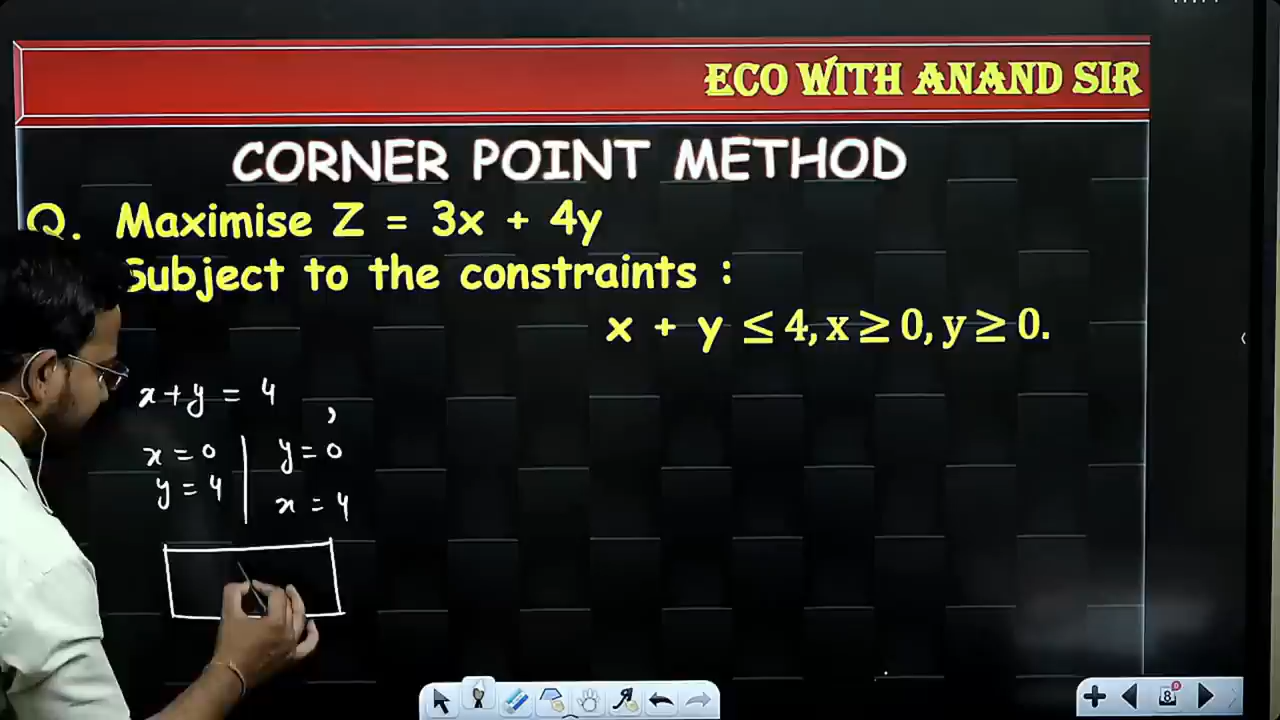 ECO WITH ANAND SIR
CORNER POINT METHOD
Q. Maximise Z = 3x + 4y
Subject to the constraints :
x + y ≤ 4, x ≥ 0, y ≥ 0.
x + y = 4 ,
x = 0 | y = 0
y = 4 | x = 4
8